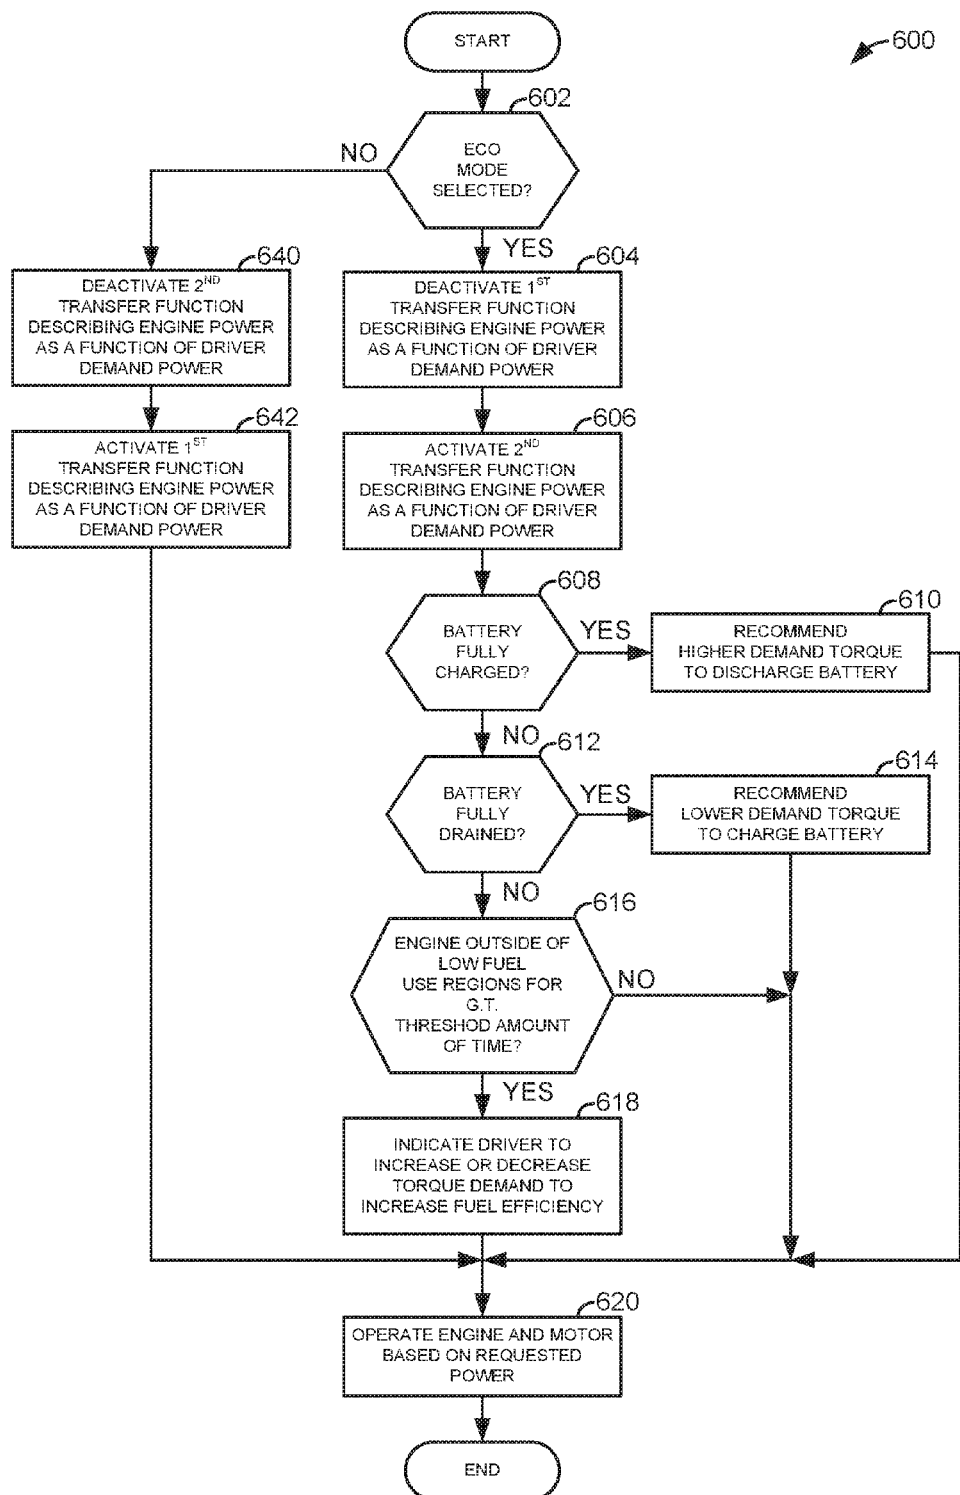 START
600
602
ECO
MODE
SELECTED?
NO
YES
640
DEACTIVATE 2ND
TRANSFER FUNCTION
DESCRIBING ENGINE POWER
AS A FUNCTION OF DRIVER
DEMAND POWER
604
DEACTIVATE 1ST
TRANSFER FUNCTION
DESCRIBING ENGINE POWER
AS A FUNCTION OF DRIVER
DEMAND POWER
642
ACTIVATE 1ST
TRANSFER FUNCTION
DESCRIBING ENGINE POWER
AS A FUNCTION OF DRIVER
DEMAND POWER
606
ACTIVATE 2ND
TRANSFER FUNCTION
DESCRIBING ENGINE POWER
AS A FUNCTION OF DRIVER
DEMAND POWER
608
BATTERY
FULLY
CHARGED?
YES
610
RECOMMEND
HIGHER DEMAND TORQUE
TO DISCHARGE BATTERY
NO
612
BATTERY
FULLY
DRAINED?
YES
614
RECOMMEND
LOWER DEMAND TORQUE
TO CHARGE BATTERY
NO
616
ENGINE OUTSIDE OF
LOW FUEL
USE REGIONS FOR
G.T.
THRESHOD AMOUNT
OF TIME?
NO
YES
618
INDICATE DRIVER TO
INCREASE OR DECREASE
TORQUE DEMAND TO
INCREASE FUEL EFFICIENCY
620
OPERATE ENGINE AND MOTOR
BASED ON REQUESTED
POWER
END